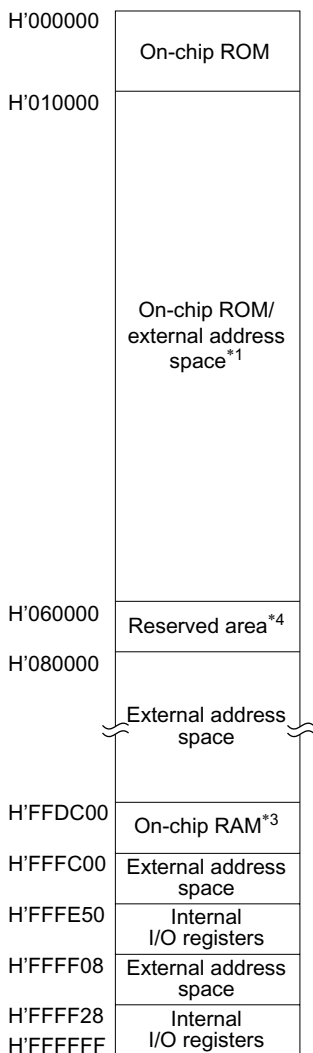 H'000000
On-chip ROM
H'010000
On-chip ROM/
external address
space*1
H'060000
Reserved area*4
H'080000
External address
space
H'FFDC00
On-chip RAM*3
H'FFFC00
External address
space
H'FFFE50
Internal
I/O registers
H'FFFF08
External address
space
H'FFFF28
Internal
I/O registers
H'FFFFFF